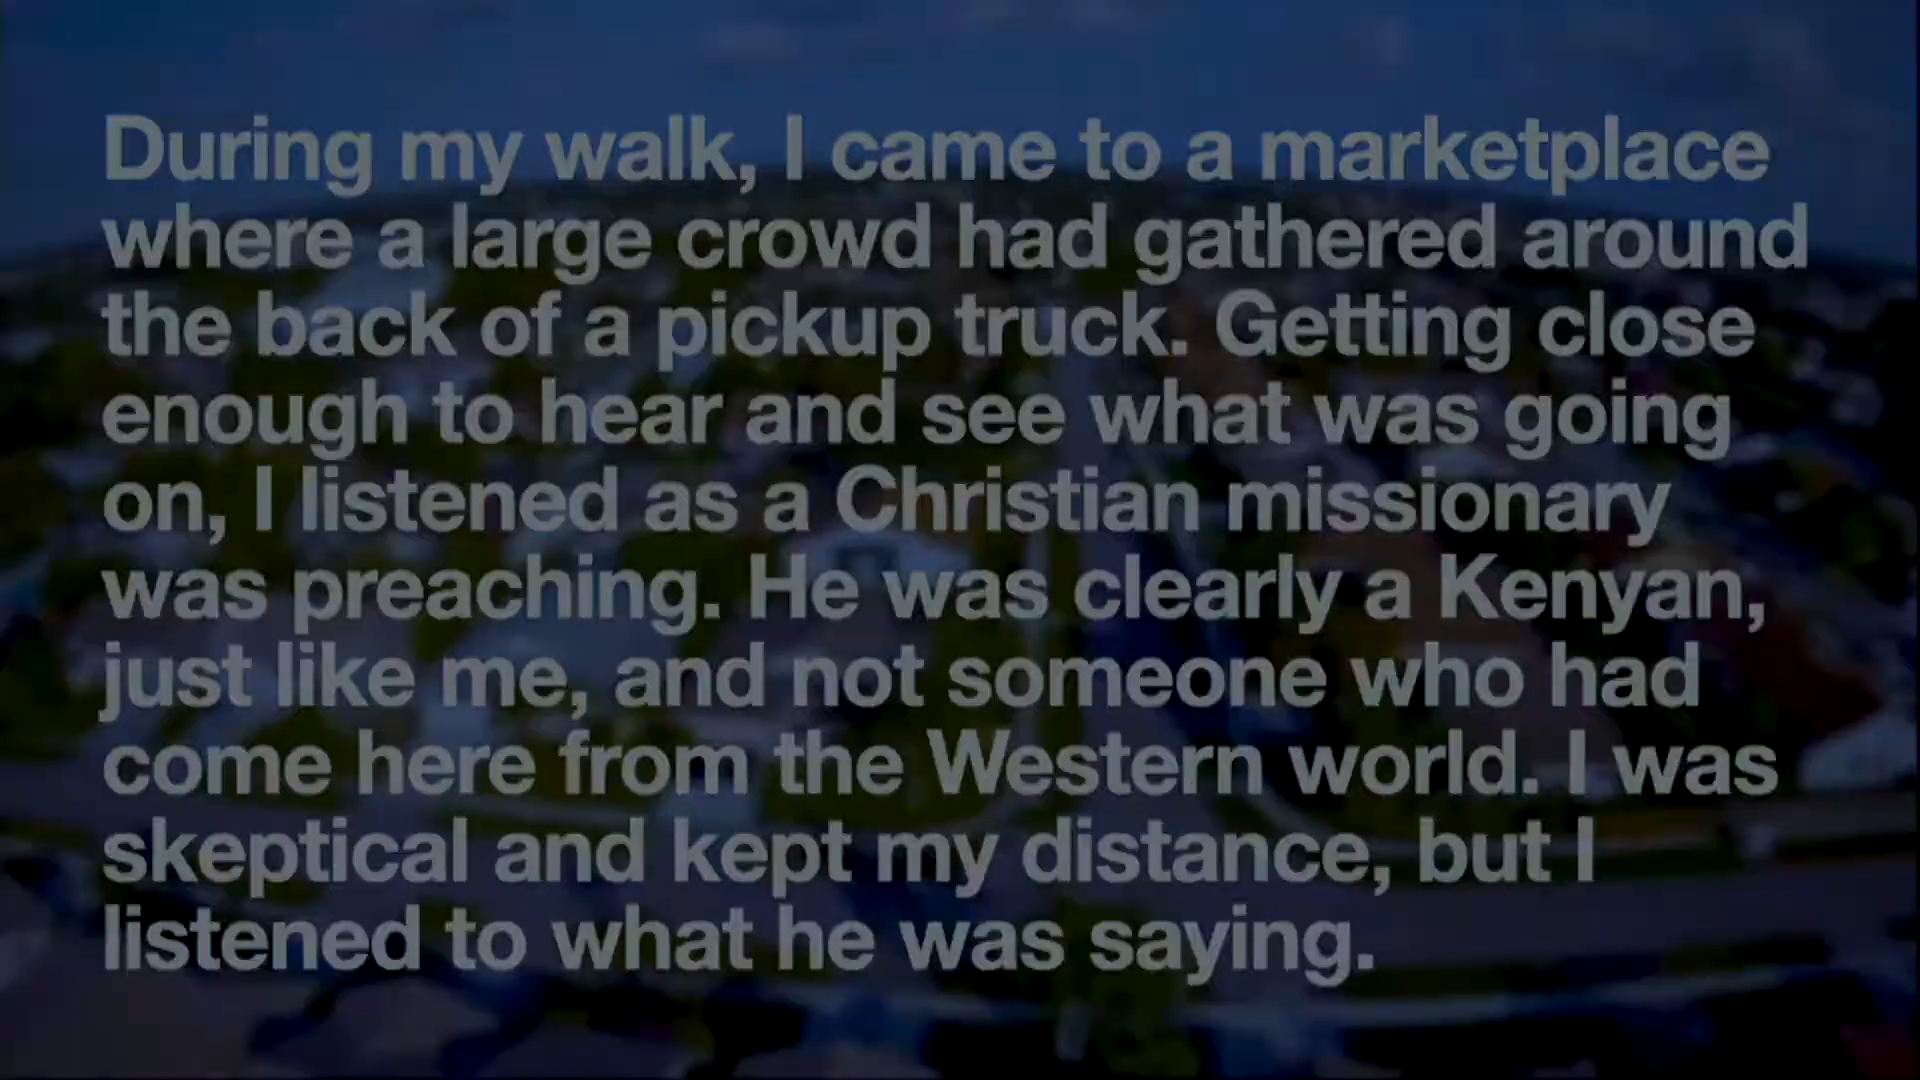 During my walk, I came to a marketplace
where a large crowd had gathered around
the back of a pickup truck. Getting close
enough to hear and see what was going
on, I listened as a Christian missionary
was preaching. He was clearly a Kenyan,
just like me, and not someone who had
come here from the Western world. I was
skeptical and kept my distance, but I
listened to what he was saying.